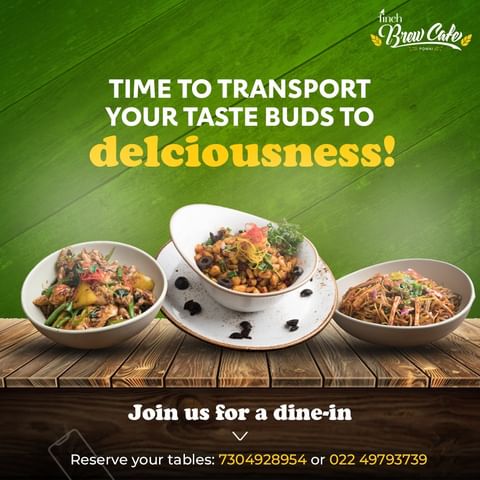 finch
Brew Cafe
POWAI
TIME TO TRANSPORT
YOUR TASTE BUDS TO
delciousness!
Join us for a dine-in
Reserve your tables: 7304928954 or 022 49793739